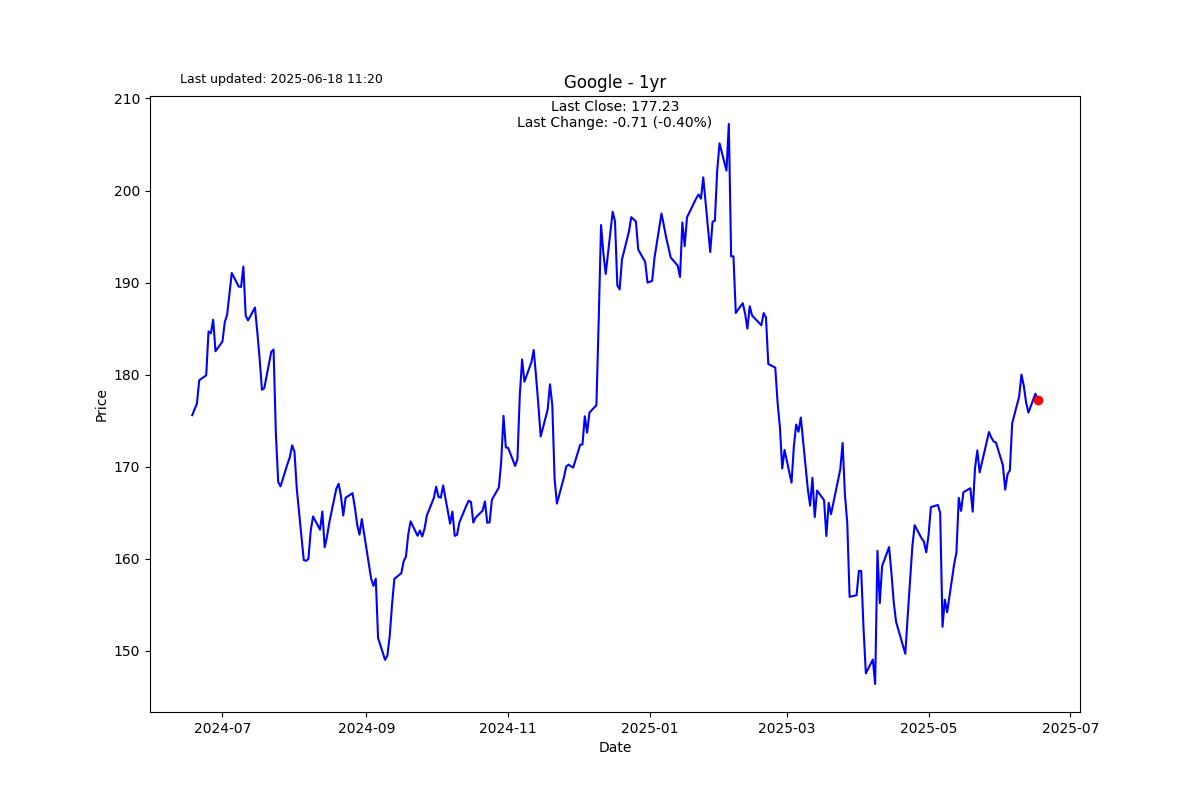 Last updated: 2025-06-18 11:20
Google - 1yr
Last Close: 177.23
Last Change: -0.71 (-0.40%)
210
200
190
180
170
160
150
Price
2024-07
2024-09
2024-11
2025-01
2025-03
2025-05
2025-07
Date